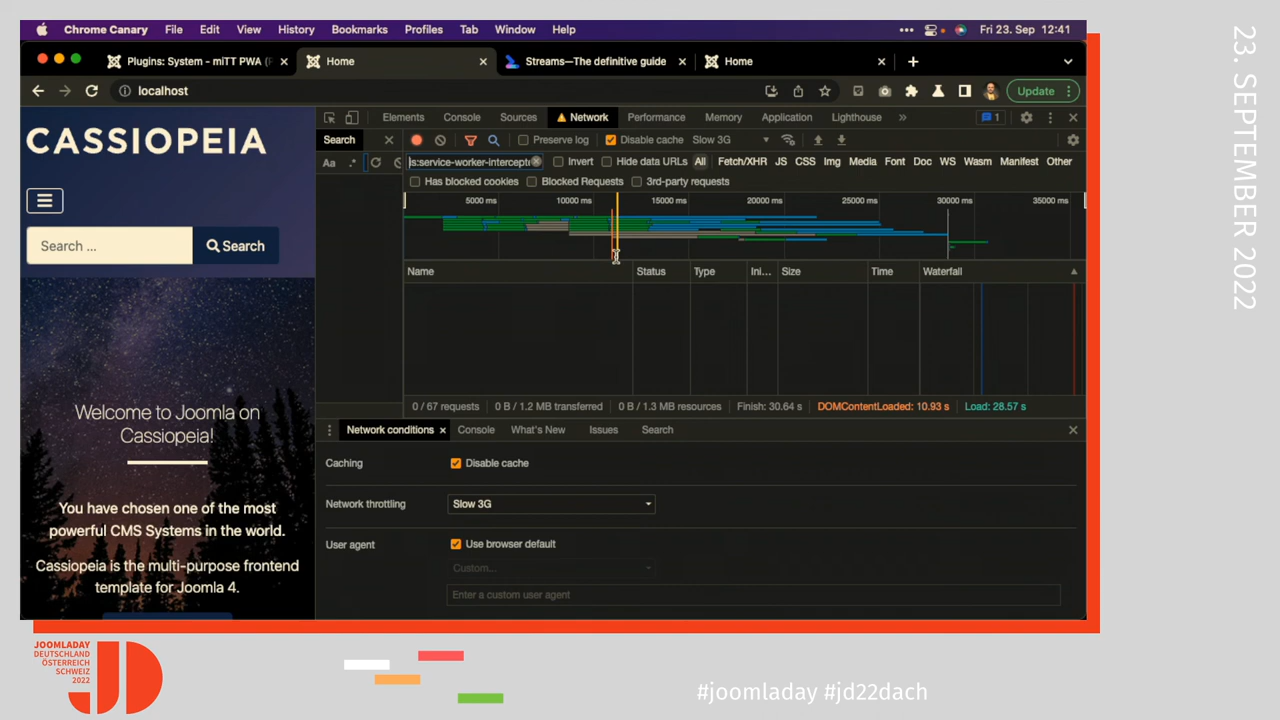 Chrome Canary File Edit View History Bookmarks Profiles Tab Window Help ••• Fri 23. Sep 12:41
Plugins: System - miTT PWA (F
Home
Streams—The definitive guide
Home
localhost
Update
Elements Console Sources Network Performance Memory Application Lighthouse » 1
Search
Preserve log Disable cache Slow 3G
Aa .*
is:service-worker-intercepte Invert Hide data URLs All Fetch/XHR JS CSS Img Media Font Doc WS Wasm Manifest Other
Has blocked cookies Blocked Requests 3rd-party requests
5000 ms 10000 ms 15000 ms 20000 ms 25000 ms 30000 ms 35000 ms
Name Status Type Ini... Size Time Waterfall
0 / 67 requests 0 B / 1.2 MB transferred 0 B / 1.3 MB resources Finish: 30.64 s DOMContentLoaded: 10.93 s Load: 28.57 s
Network conditions Console What's New Issues Search
Caching Disable cache
Network throttling Slow 3G
User agent Use browser default
Custom...
Enter a custom user agent
CASSIOPEIA
Search ... Search
Welcome to Joomla on
Cassiopeia!
You have chosen one of the most
powerful CMS Systems in the world.
Cassiopeia is the multi-purpose frontend
template for Joomla 4.
23. SEPTEMBER 2022
JOOMLADAY
DEUTSCHLAND
ÖSTERREICH
SCHWEIZ
2022
JD
#joomladay #jd22dach